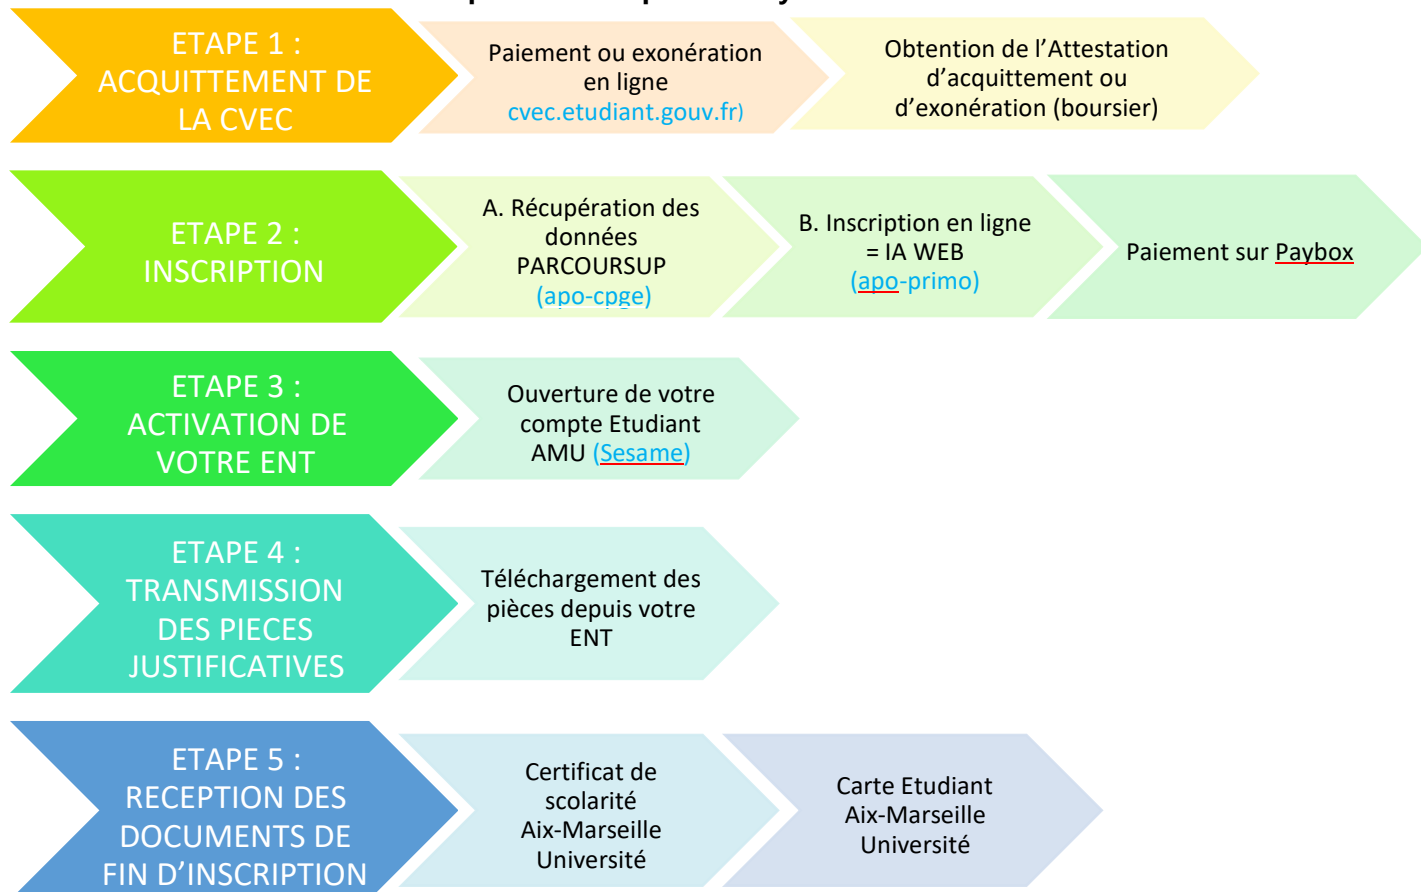 ETAPE 1 :
ACQUITTEMENT DE
LA CVEC
Paiement ou exonération
en ligne
cvec.etudiant.gouv.fr)
Obtention de l’Attestation
d’acquittement ou
d’exonération (boursier)
ETAPE 2 :
INSCRIPTION
A. Récupération des
données
PARCOURSUP
(apo-cpge)
B. Inscription en ligne
= IA WEB
(apo-primo)
Paiement sur Paybox
ETAPE 3 :
ACTIVATION DE
VOTRE ENT
Ouverture de votre
compte Etudiant
AMU (Sesame)
ETAPE 4 :
TRANSMISSION
DES PIECES
JUSTIFICATIVES
Téléchargement des
pièces depuis votre
ENT
ETAPE 5 :
RECEPTION DES
DOCUMENTS DE
FIN D’INSCRIPTION
Certificat de
scolarité
Aix-Marseille
Université
Carte Etudiant
Aix-Marseille
Université